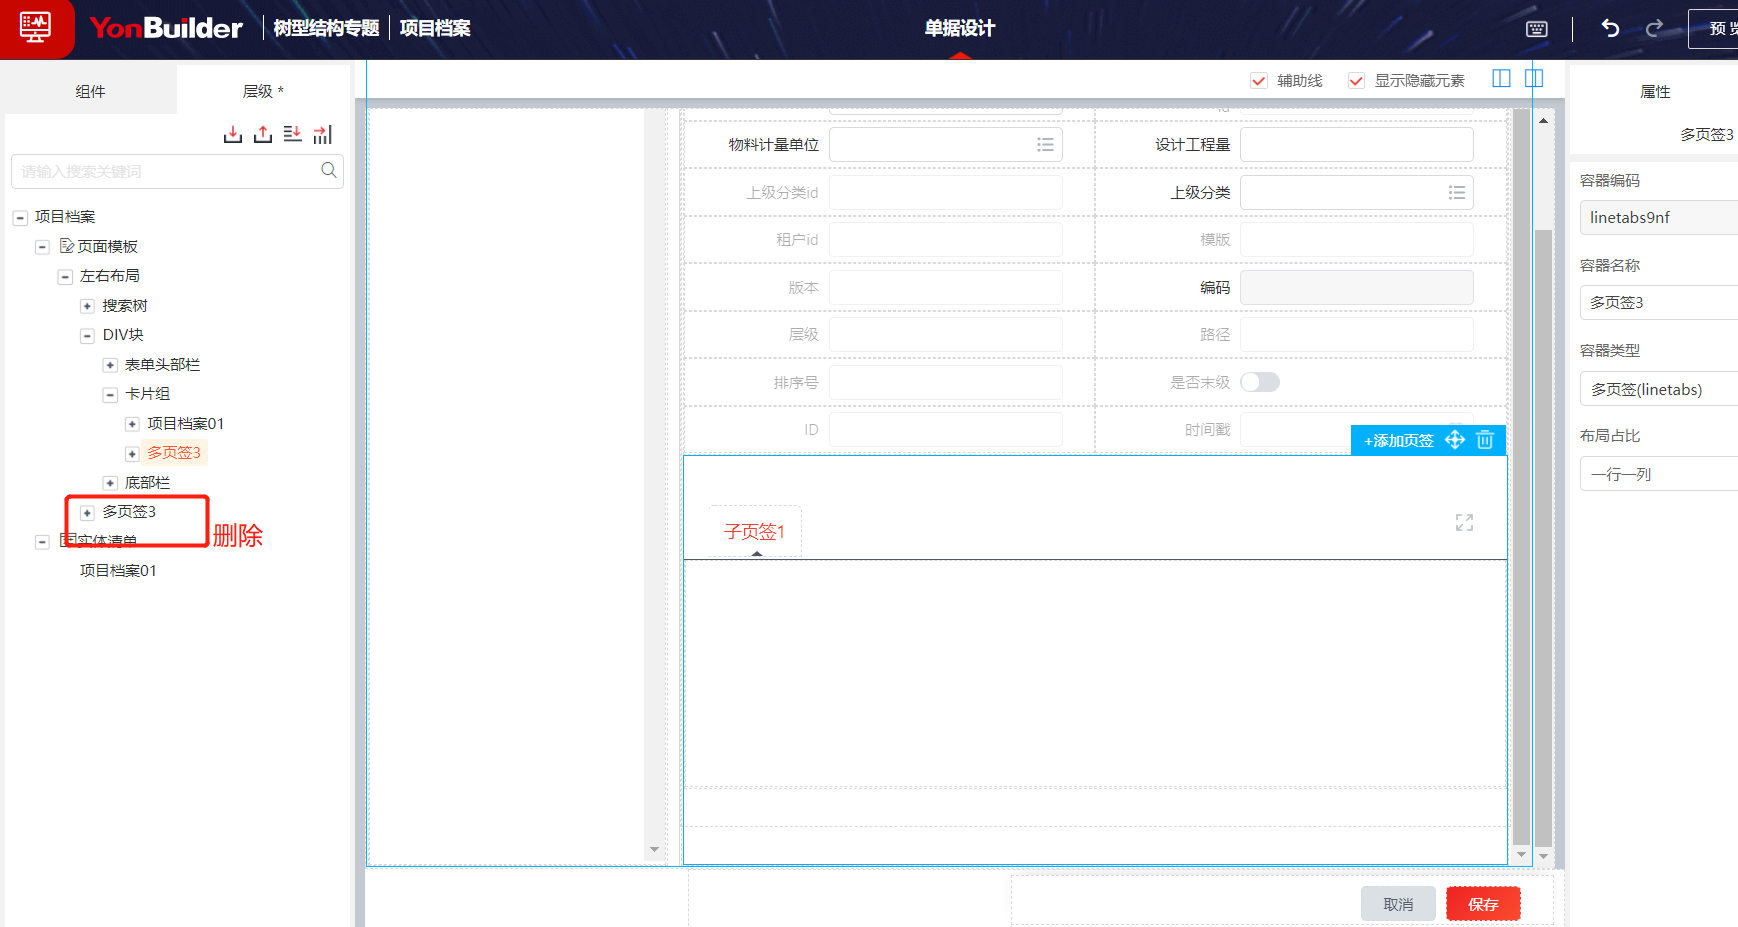 YonBuilder 树型结构专题 项目档案 单据设计 预 览
组件 层级 * 辅助线 显示隐藏元素 属性
多页签3
请输入搜索关键词
项目档案
页面模板
左右布局
搜索树
DIV块
表单头部栏
卡片组
项目档案01
多页签3
底部栏
多页签3
删除
实体清单
项目档案01
id
物料计量单位 设计工程量
上级分类id 上级分类
租户id 模版
版本 编码
层级 路径
排序号 是否末级
ID 时间戳
+添加页签
子页签1
取消 保存
容器编码
linetabs9nf
容器名称
多页签3
容器类型
多页签(linetabs)
布局占比
一行一列